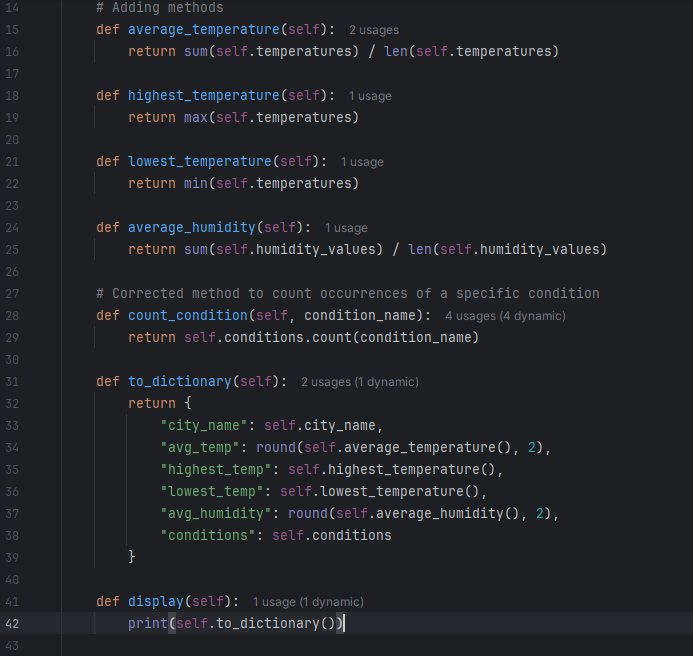 14 # Adding methods
15 def average_temperature(self): 2 usages
16 return sum(self.temperatures) / len(self.temperatures)
17
18 def highest_temperature(self): 1 usage
19 return max(self.temperatures)
20
21 def lowest_temperature(self): 1 usage
22 return min(self.temperatures)
23
24 def average_humidity(self): 1 usage
25 return sum(self.humidity_values) / len(self.humidity_values)
26
27 # Corrected method to count occurrences of a specific condition
28 def count_condition(self, condition_name): 4 usages (4 dynamic)
29 return self.conditions.count(condition_name)
30
31 def to_dictionary(self): 2 usages (1 dynamic)
32 return {
33 "city_name": self.city_name,
34 "avg_temp": round(self.average_temperature(), 2),
35 "highest_temp": self.highest_temperature(),
36 "lowest_temp": self.lowest_temperature(),
37 "avg_humidity": round(self.average_humidity(), 2),
38 "conditions": self.conditions
39 }
40
41 def display(self): 1 usage (1 dynamic)
42 print(self.to_dictionary())
43